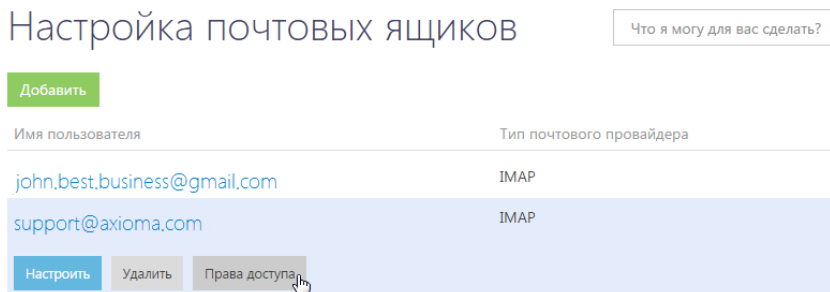 Настройка почтовых ящиков
Что я могу для вас сделать?
Добавить
Имя пользователя
Тип почтового провайдера
john.best.business@gmail.com
IMAP
support@axioma.com
IMAP
Настроить
Удалить
Права доступа